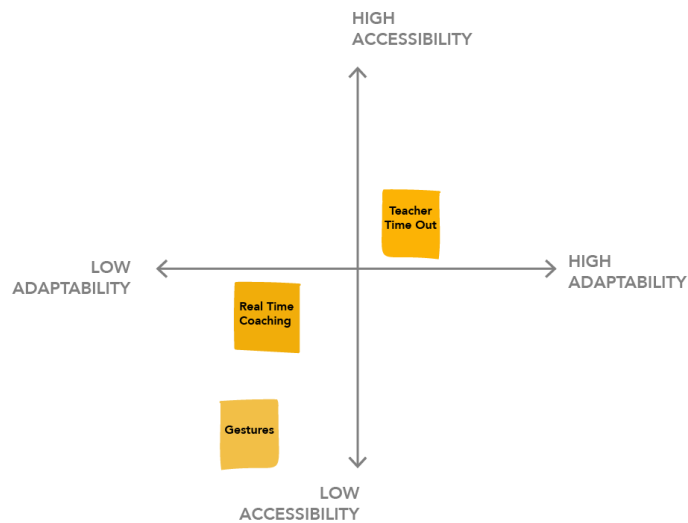 HIGH
ACCESSIBILITY
Teacher
Time Out
LOW
ADAPTABILITY
HIGH
ADAPTABILITY
Real Time
Coaching
Gestures
LOW
ACCESSIBILITY